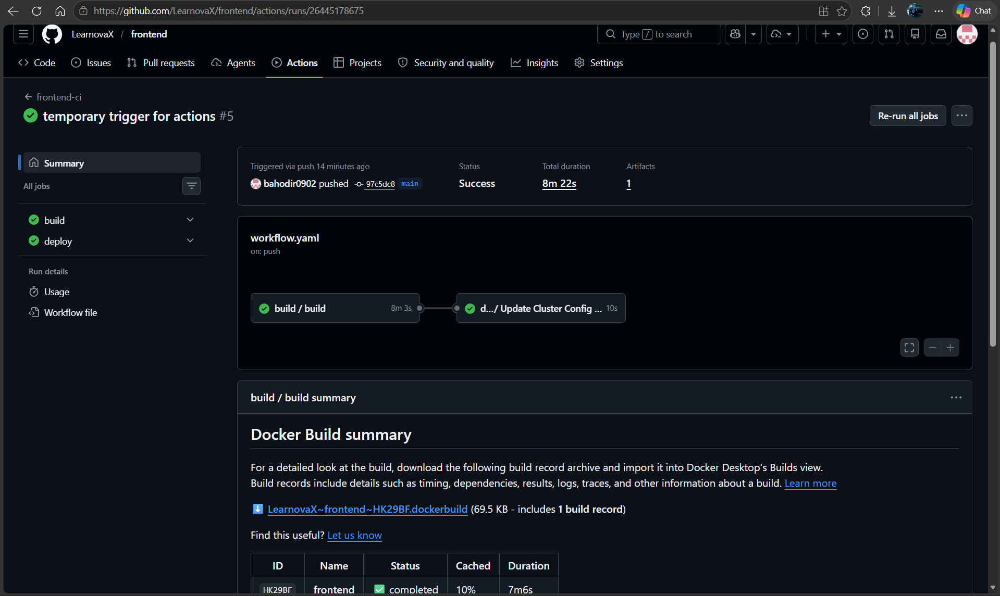 https://github.com/LearnovaX/frontend/actions/runs/26445178675
Chat
LearnovaX / frontend
Type / to search
Code
Issues
Pull requests
Agents
Actions
Projects
Security and quality
Insights
Settings
frontend-ci
temporary trigger for actions #5
Re-run all jobs
Summary
All jobs
build
deploy
Run details
Usage
Workflow file
Triggered via push 14 minutes ago
bahodir0902 pushed 97c5dc8 main
Status
Success
Total duration
8m 22s
Artifacts
1
workflow.yaml
on: push
build / build 8m 3s
d.../ Update Cluster Config ... 10s
build / build summary
Docker Build summary
For a detailed look at the build, download the following build record archive and import it into Docker Desktop's Builds view.
Build records include details such as timing, dependencies, results, logs, traces, and other information about a build. Learn more
LearnovaX~frontend~HK29BF.dockerbuild (69.5 KB - includes 1 build record)
Find this useful? Let us know
ID Name Status Cached Duration
HK29BF frontend completed 10% 7m6s